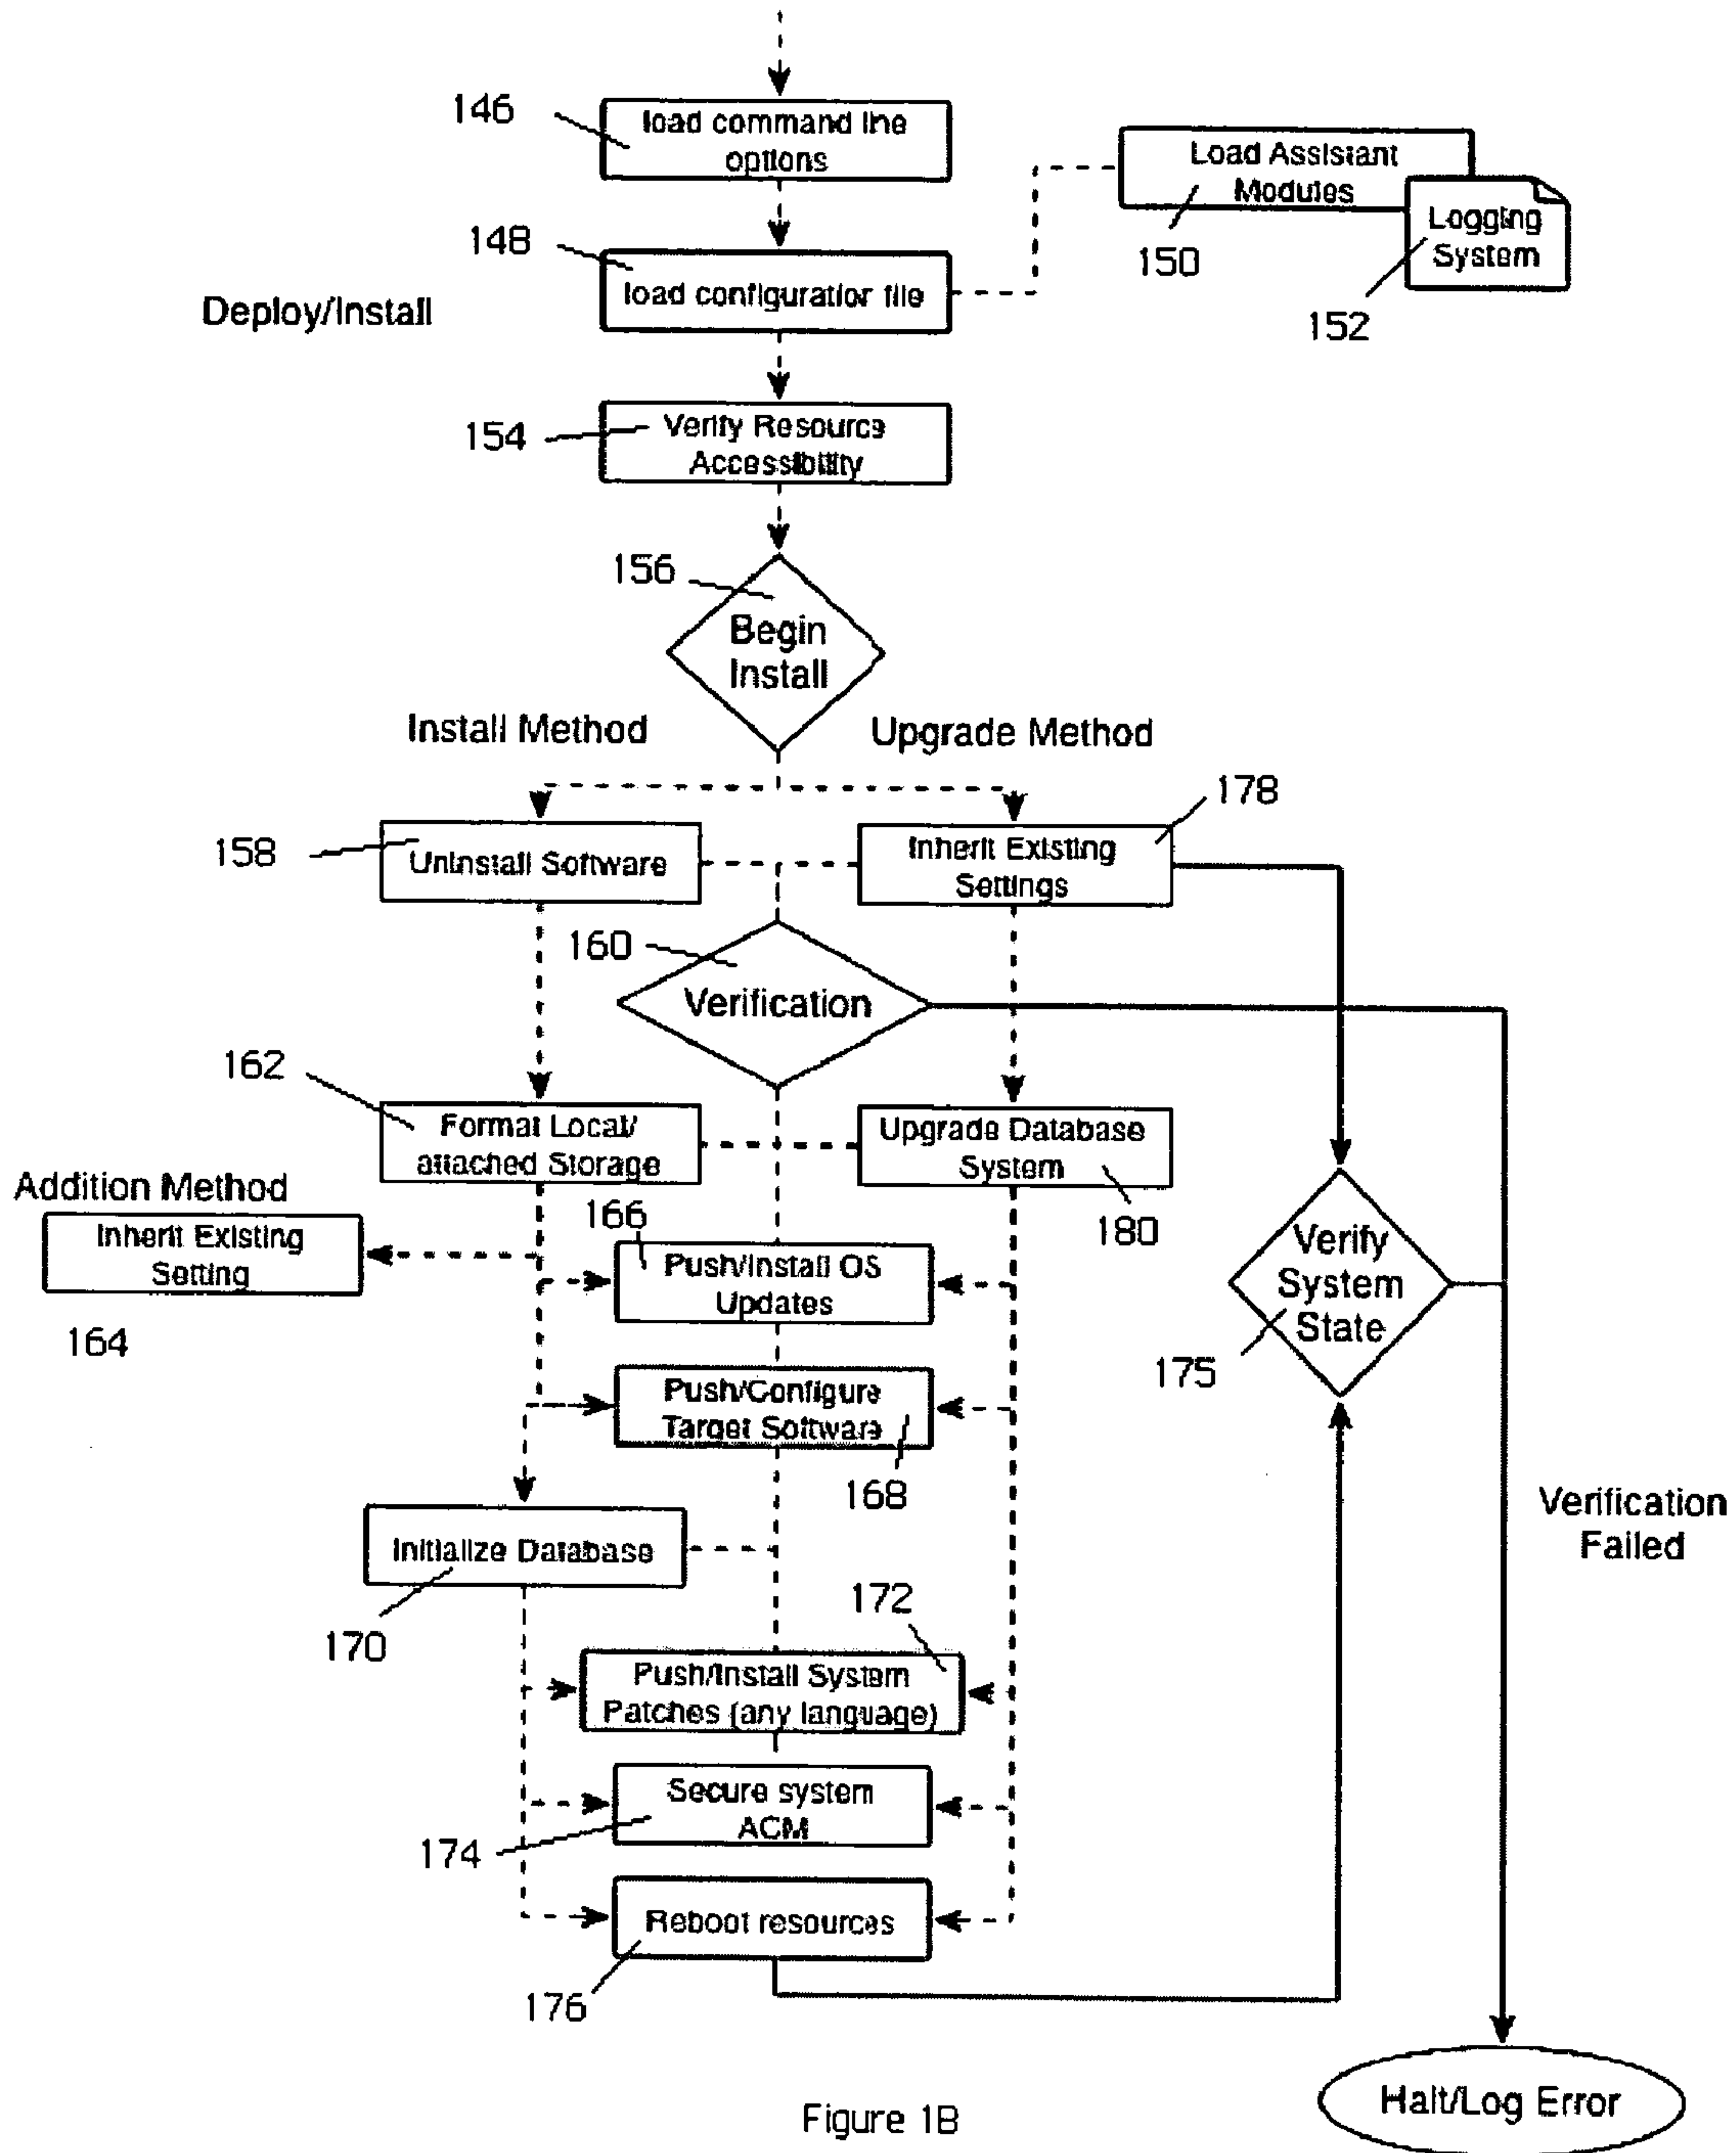 146
load command line
options
Load Assistant
Modules
150
Logging
System
152
148
load configuration file
Deploy/Install
154
Verify Resource
Accessibility
156
Begin
Install
Install Method
Upgrade Method
158
Uninstall Software
Inherit Existing
Settings
178
160
Verification
162
Format Local/
attached Storage
Upgrade Database
System
180
Addition Method
Inherit Existing
Setting
164
166
Push/Install OS
Updates
Verify
System
State
175
Push/Configure
Target Software
168
Verification
Failed
Initialize Database
170
172
Push/Install System
Patches (any language)
Secure system
ACM
174
Reboot resources
176
Halt/Log Error
Figure 1B